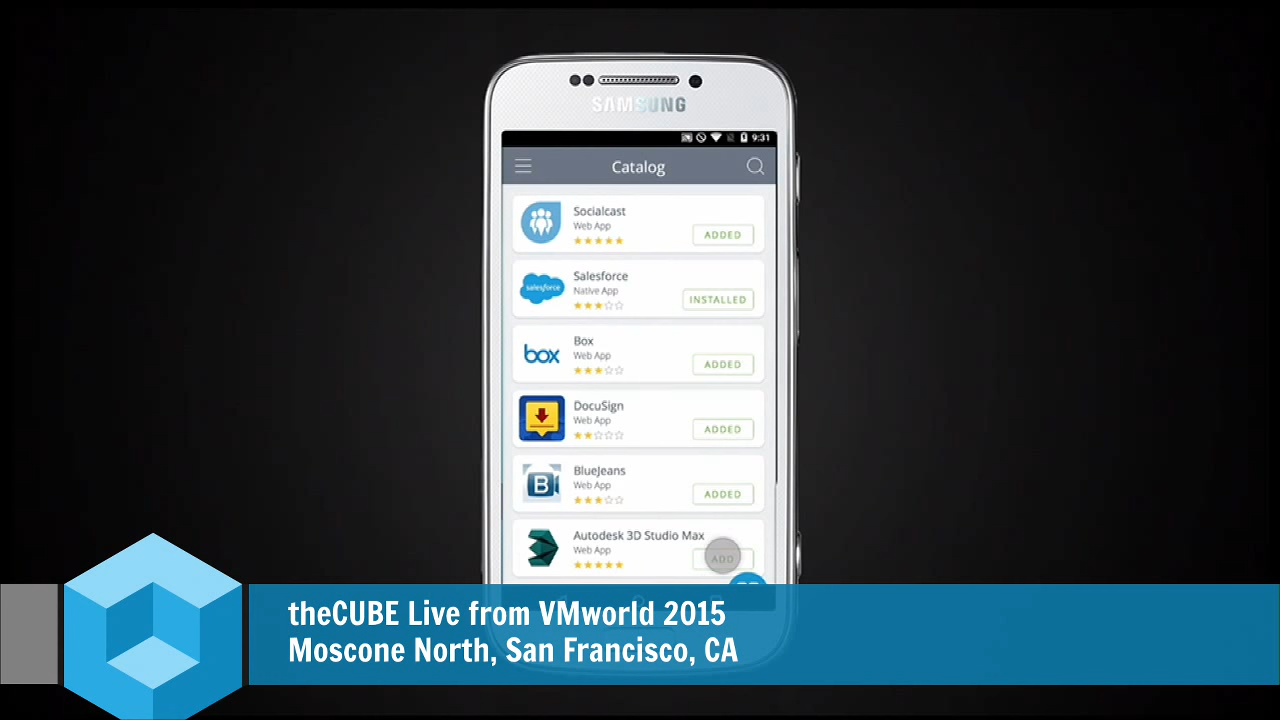 SAMSUNG
9:31
Catalog
Socialcast
Web App
ADDED
salesforce
Salesforce
Native App
INSTALLED
box
Box
Web App
ADDED
DocuSign
Web App
ADDED
B
BlueJeans
Web App
ADDED
Autodesk 3D Studio Max
Web App
ADD
theCUBE Live from VMworld 2015
Moscone North, San Francisco, CA